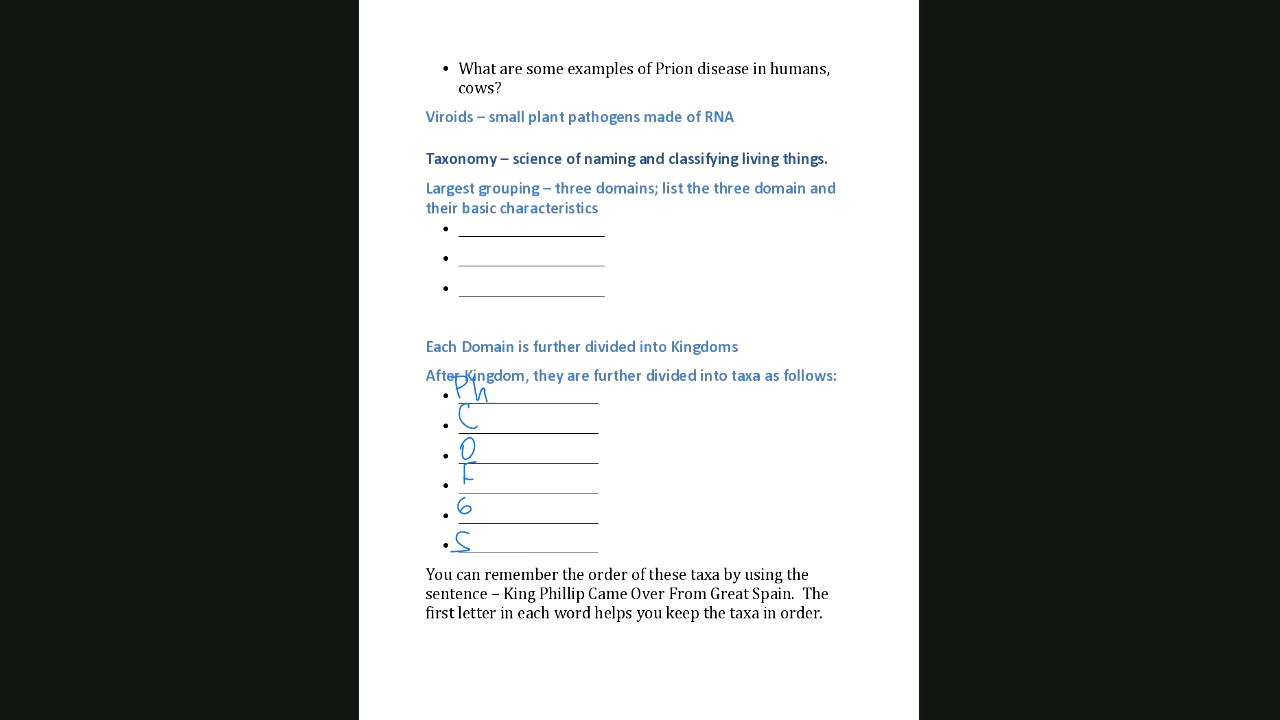 • What are some examples of Prion disease in humans,
cows?
Viroids – small plant pathogens made of RNA
Taxonomy – science of naming and classifying living things.
Largest grouping – three domains; list the three domain and
their basic characteristics
• ____________________
• ____________________
• ____________________
Each Domain is further divided into Kingdoms
After Kingdom, they are further divided into taxa as follows:
• Ph
• C
• O
• F
• G
• S
You can remember the order of these taxa by using the
sentence – King Phillip Came Over From Great Spain.  The
first letter in each word helps you keep the taxa in order.